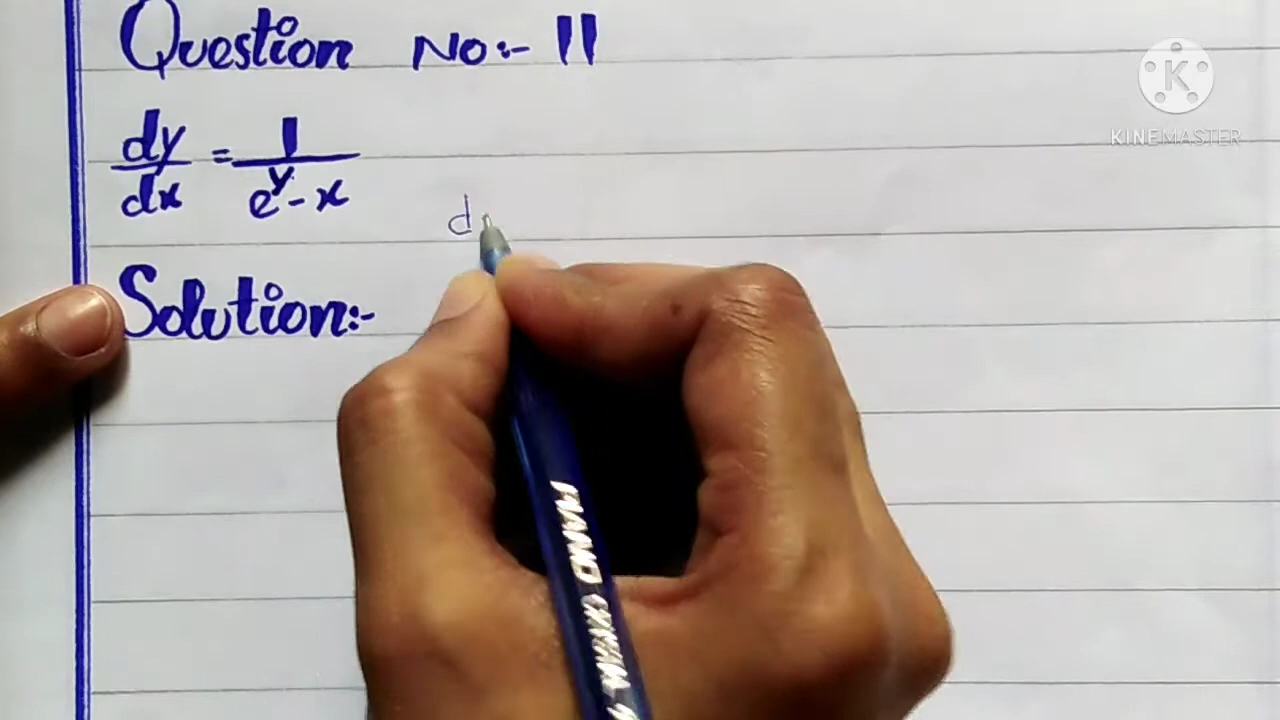 Question No:- 11
dy/dx = 1/(e^y - x)
d
Solution:-
KINEMASTER